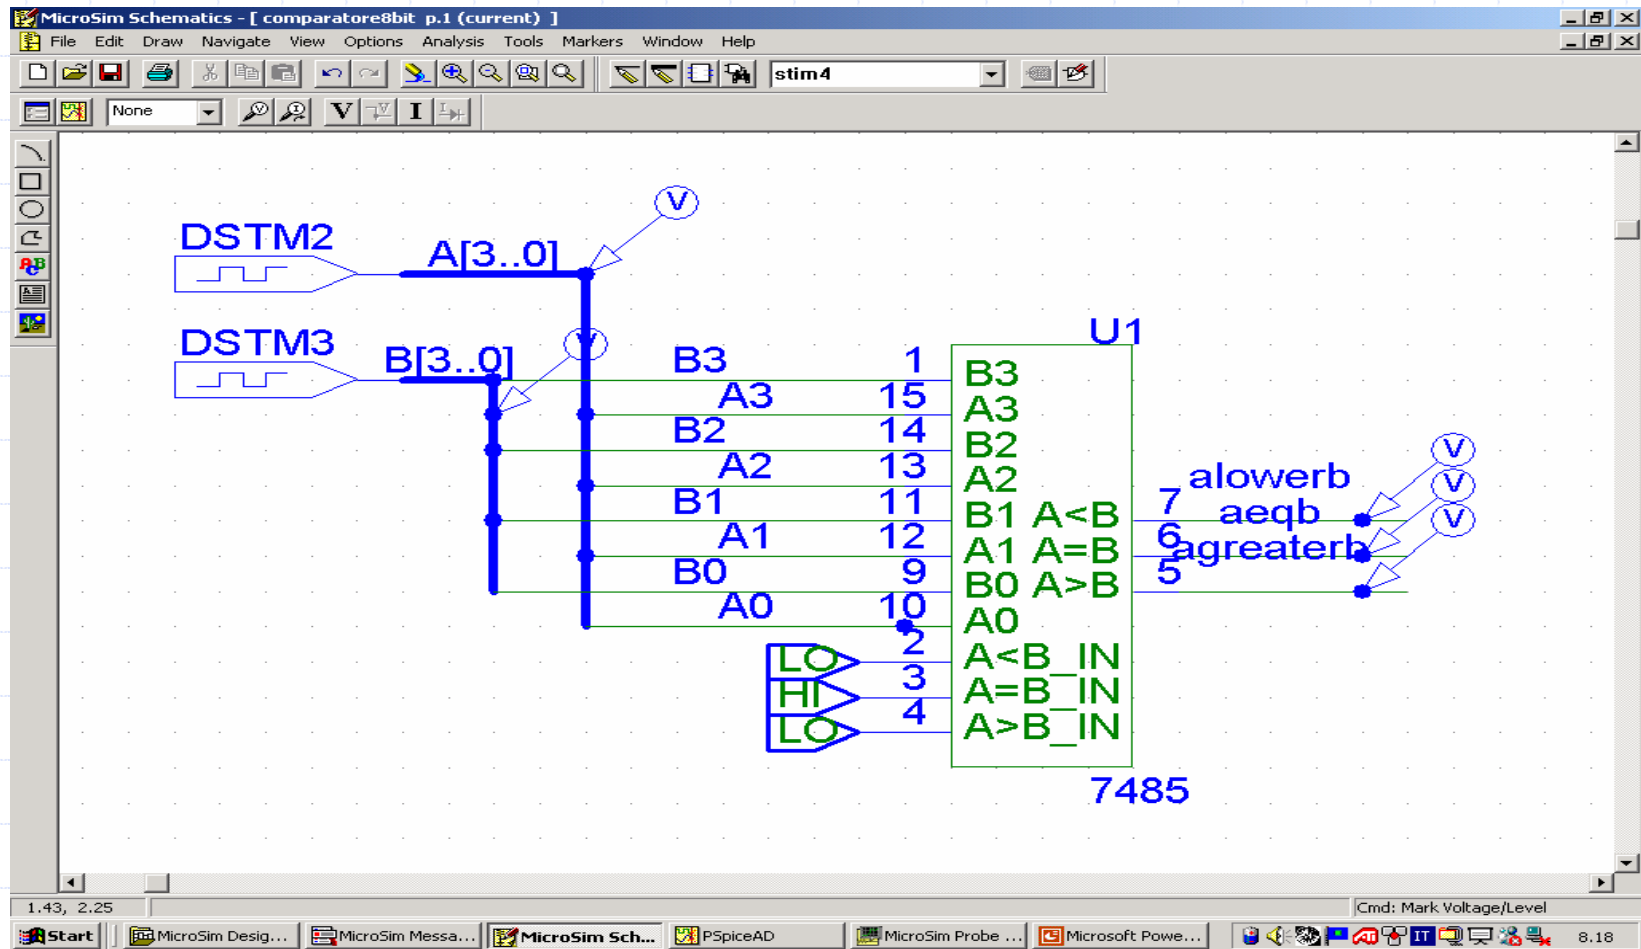 MicroSim Schematics - [ comparatore8bit p.1 (current) ]
File Edit Draw Navigate View Options Analysis Tools Markers Window Help
stim4
None V I
V
DSTM2 A[3..0]
U1
DSTM3 B[3..0] V B3 1 B3
A3 15 A3
B2 14 B2
A2 13 A2
B1 11 B1 A<B 7 alowerb V
A1 12 A1 A=B 6 aeqb V
B0 9 B0 A>B 5 agreaterb V
A0 10 A0
LO 2 A<B_IN
HI 3 A=B_IN
LO 4 A>B_IN
7485
1.43, 2.25 Cmd: Mark Voltage/Level
Start MicroSim Desig... MicroSim Messa... MicroSim Sch... PSpiceAD MicroSim Probe ... Microsoft Powe... IT 8.18